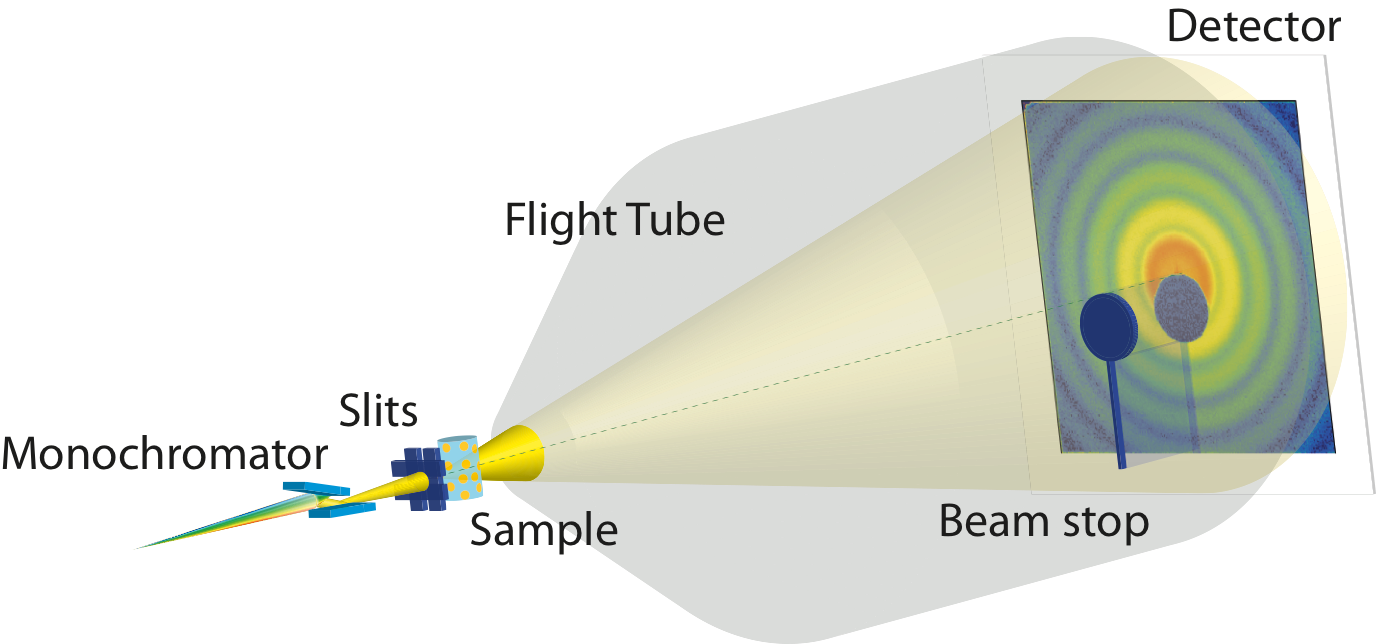 Detector
Flight Tube
Slits
Monochromator
Sample
Beam stop